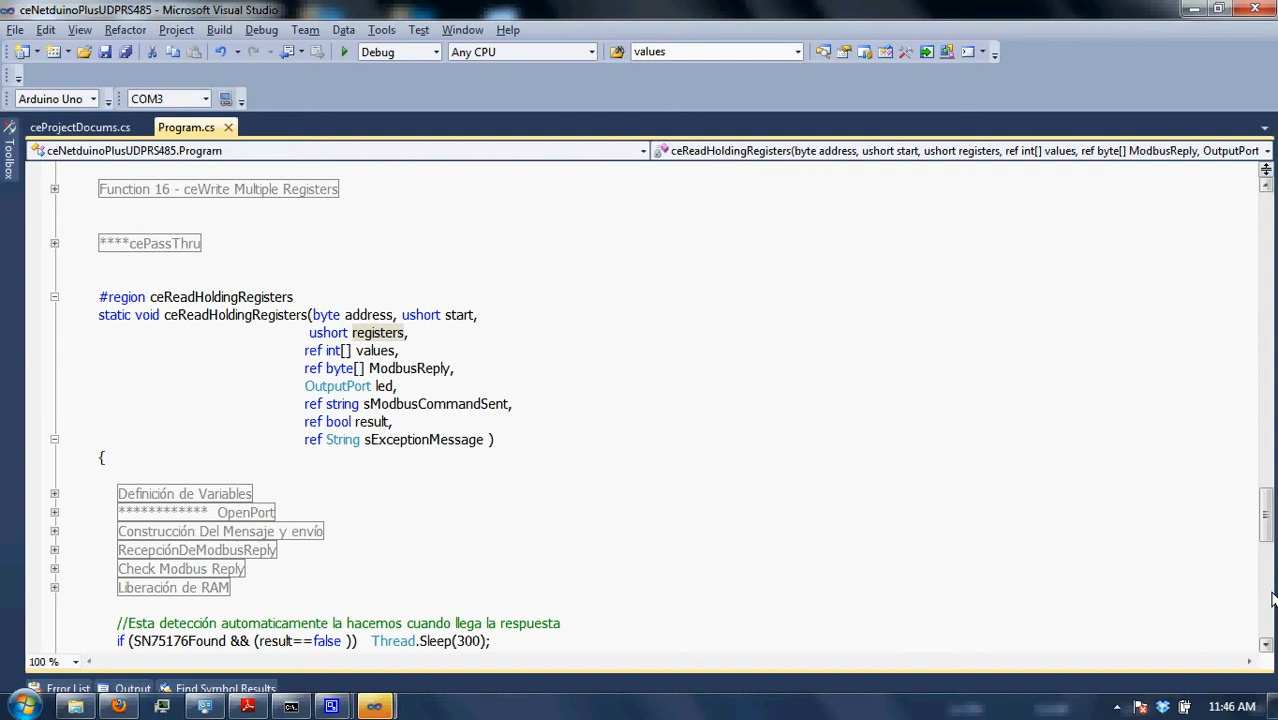 ceNetduinoPlusUDPRS485 - Microsoft Visual Studio
File Edit View Refactor Project Build Debug Team Data Tools Test Window Help
Debug Any CPU values
Arduino Uno COM3
ceProjectDocums.cs Program.cs
Toolbox
ceNetduinoPlusUDPRS485.Program ceReadHoldingRegisters(byte address, ushort start, ushort registers, ref int[] values, ref byte[] ModbusReply, OutputPort
Function 16 - ceWrite Multiple Registers
****cePassThru
#region ceReadHoldingRegisters
static void ceReadHoldingRegisters(byte address, ushort start,
ushort registers,
ref int[] values,
ref byte[] ModbusReply,
OutputPort led,
ref string sModbusCommandSent,
ref bool result,
ref String sExceptionMessage )
{
Definición de Variables
************ OpenPort
Construcción Del Mensaje y envío
RecepciónDeModbusReply
Check Modbus Reply
Liberación de RAM
//Esta detección automaticamente la hacemos cuando llega la respuesta
if (SN75176Found && (result==false )) Thread.Sleep(300);
100 %
Error List Output Find Symbol Results
11:46 AM